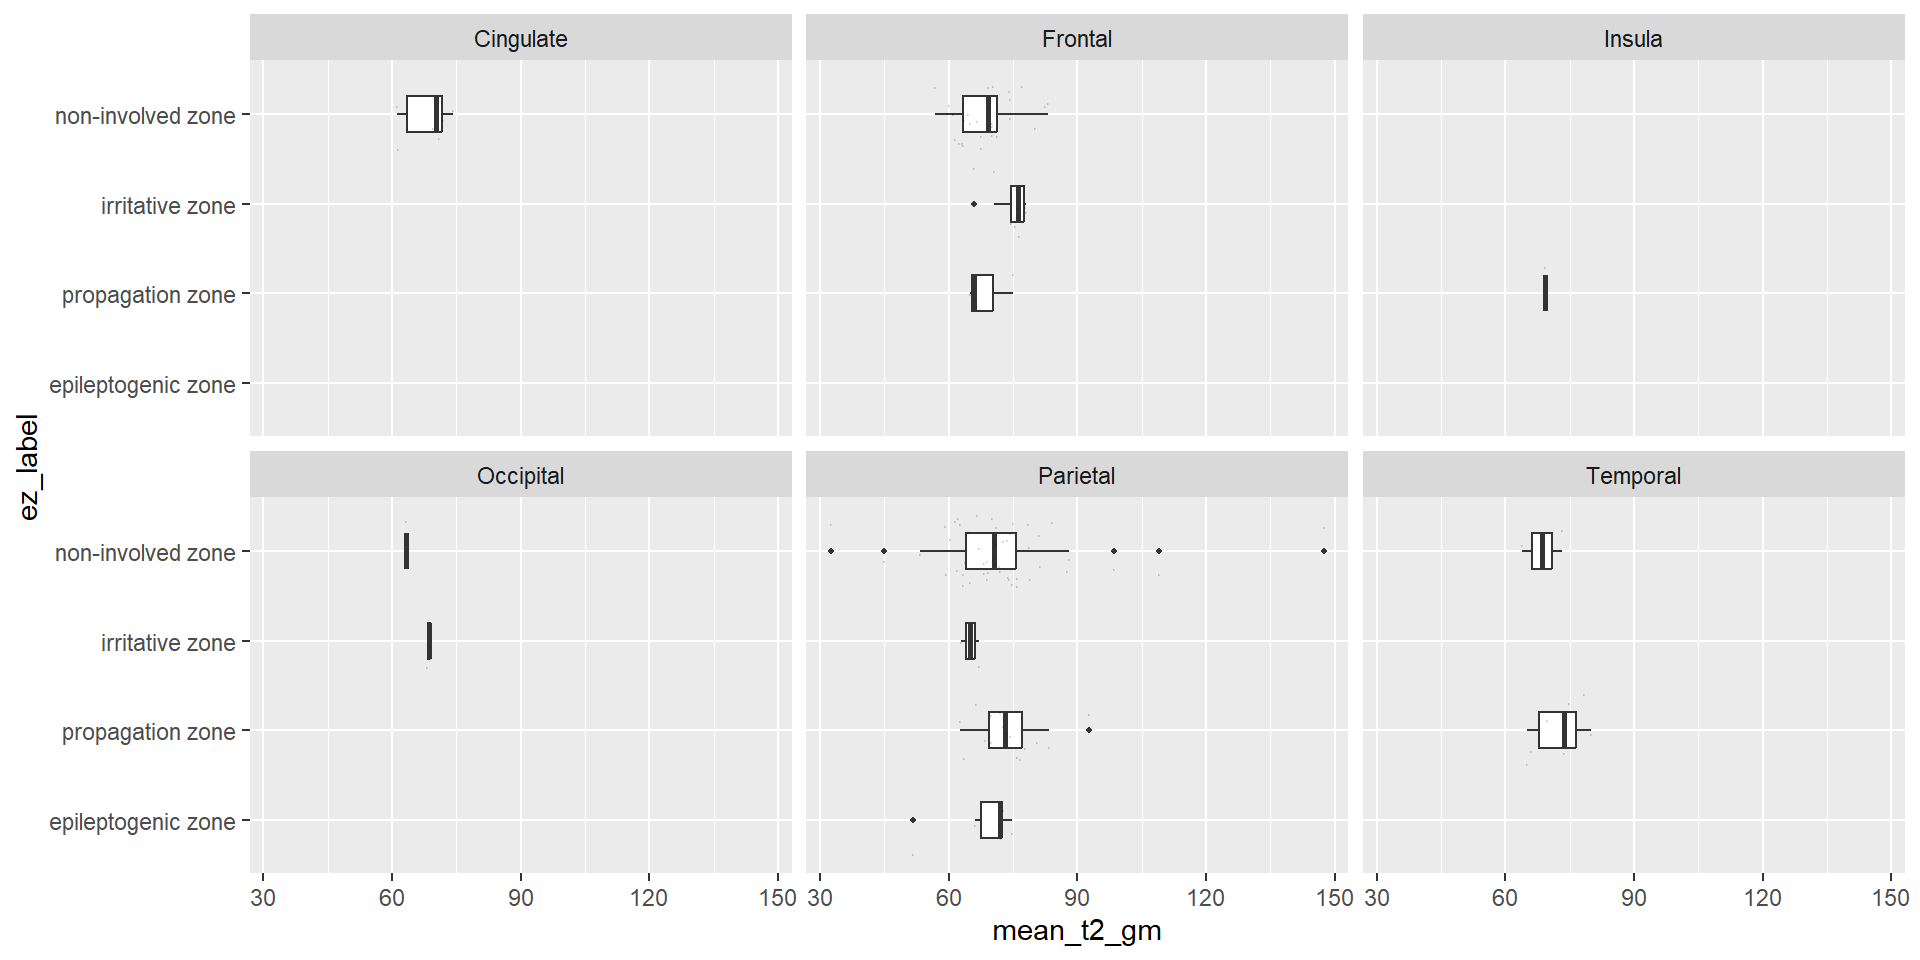 Cingulate
Frontal
Insula
non-involved zone
irritative zone
propagation zone
epileptogenic zone
ez_label
Occipital
Parietal
Temporal
non-involved zone
irritative zone
propagation zone
epileptogenic zone
30 60 90 120 150 30 60 90 120 150 30 60 90 120 150
mean_t2_gm